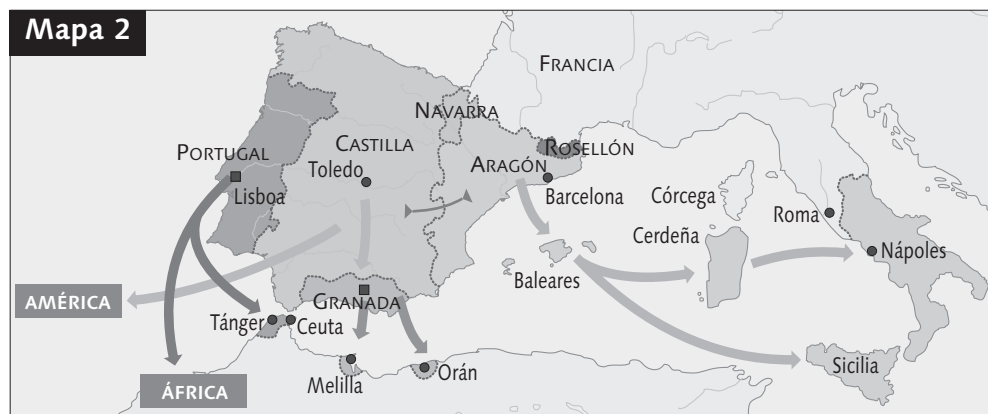 Mapa 2
FRANCIA
NAVARRA
PORTUGAL
CASTILLA
ROSELLÓN
ARAGÓN
Toledo
Lisboa
Barcelona
Córcega
Roma
Cerdeña
Nápoles
Baleares
AMÉRICA
GRANADA
Tánger
Ceuta
Melilla
Orán
Sicilia
ÁFRICA